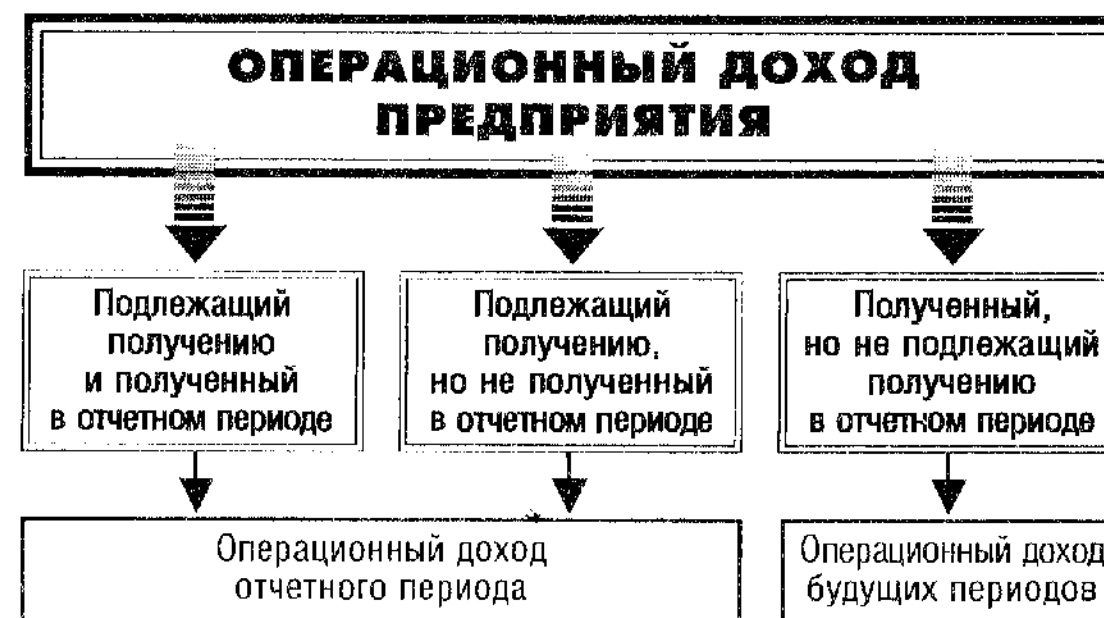 ОПЕРАЦИОННЫЙ ДОХОД
ПРЕДПРИЯТИЯ
Подлежащий
получению
и полученный
в отчетном периоде
Подлежащий
получению,
но не полученный
в отчетном периоде
Полученный,
но не подлежащий
получению
в отчетном периоде
Операционный доход
отчетного периода
Операционный доход
будущих периодов